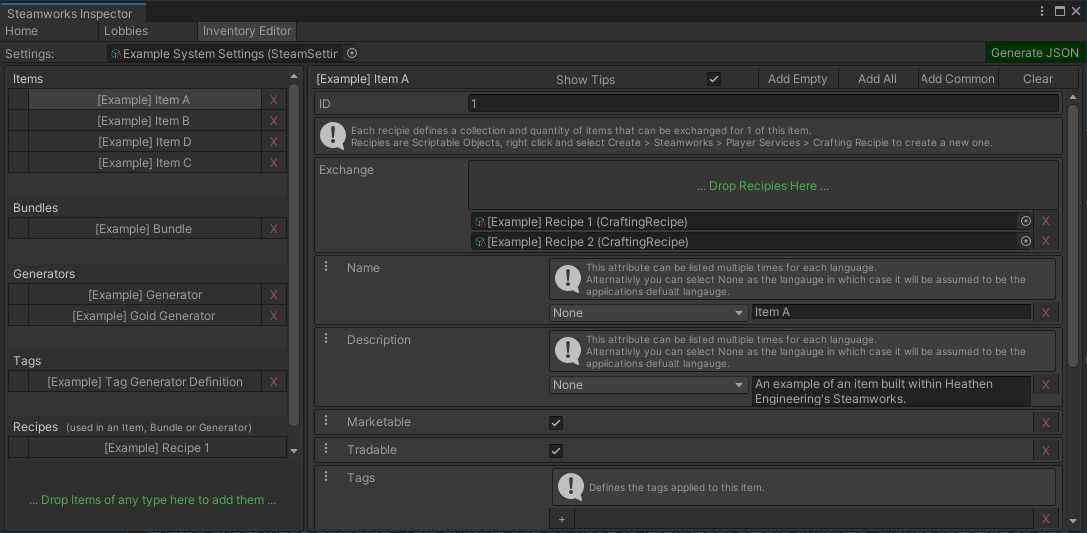 Steamworks Inspector
Home Lobbies Inventory Editor
Settings: Example System Settings (SteamSettin
Generate JSON
Items
[Example] Item A X
[Example] Item B X
[Example] Item D X
[Example] Item C X
Bundles
[Example] Bundle X
Generators
[Example] Generator X
[Example] Gold Generator X
Tags
[Example] Tag Generator Definition X
Recipes (used in an Item, Bundle or Generator)
[Example] Recipe 1
... Drop Items of any type here to add them ...
[Example] Item A Show Tips Add Empty Add All Add Common Clear
ID 1
Each recipie defines a collection and quantity of items that can be exchanged for 1 of this item.
Recipies are Scriptable Objects, right click and select Create > Steamworks > Player Services > Crafting Recipie to create a new one.
Exchange
... Drop Recipies Here ...
[Example] Recipe 1 (CraftingRecipe) X
[Example] Recipe 2 (CraftingRecipe) X
Name
This attribute can be listed multiple times for each language.
Alternativly you can select None as the langauge in which case it will be assumed to be the
applications defualt langauge.
None Item A X
Description
This attribute can be listed multiple times for each language.
Alternativly you can select None as the langauge in which case it will be assumed to be the
applications defualt langauge.
None An example of an item built within Heathen X
Engineering's Steamworks.
Marketable X
Tradable X
Tags
Defines the tags applied to this item.
+ X